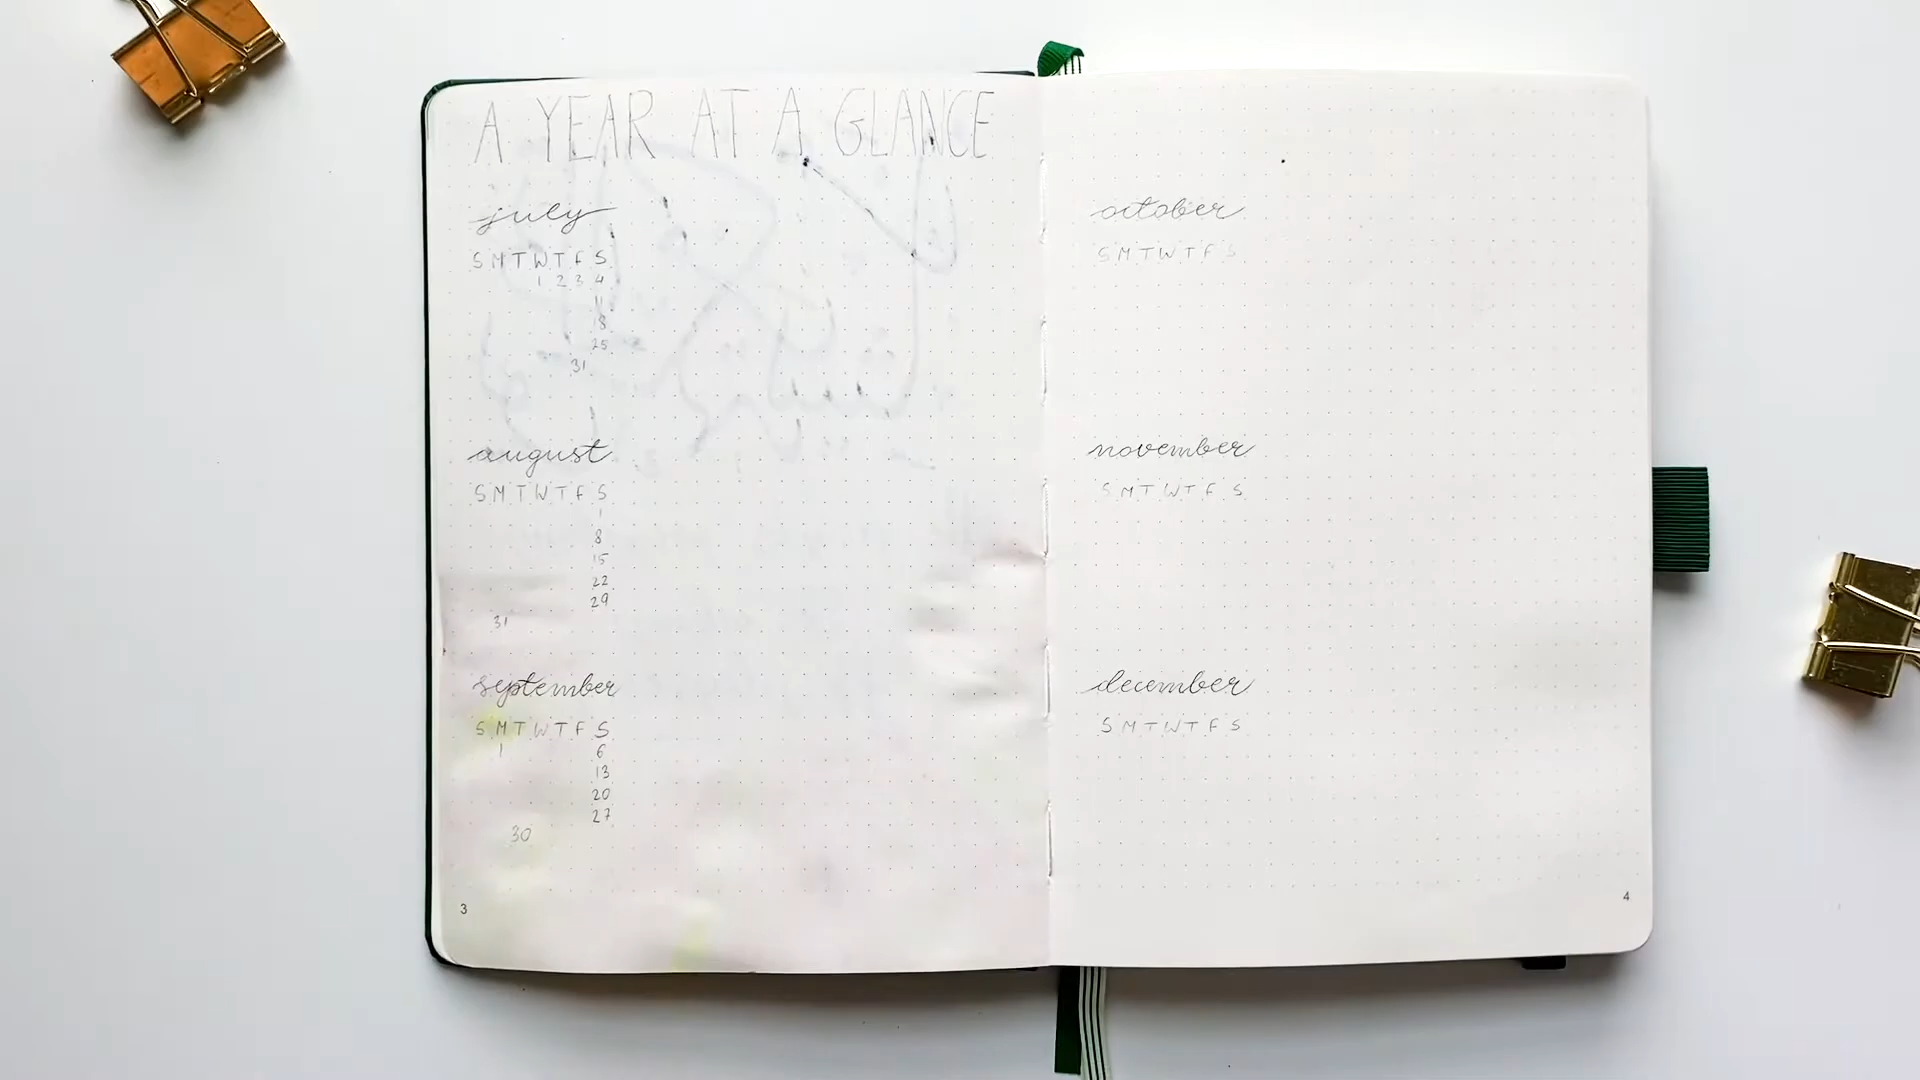 A YEAR AT A GLANCE
july
S M T W T F S
1 2 3 4
11
18
25
31
august
S M T W T F S
1
8
15
22
29
31
september
S M T W T F S
1 6
13
20
27
30
3
october
S M T W T F S
november
S M T W T F S
december
S M T W T F S
4